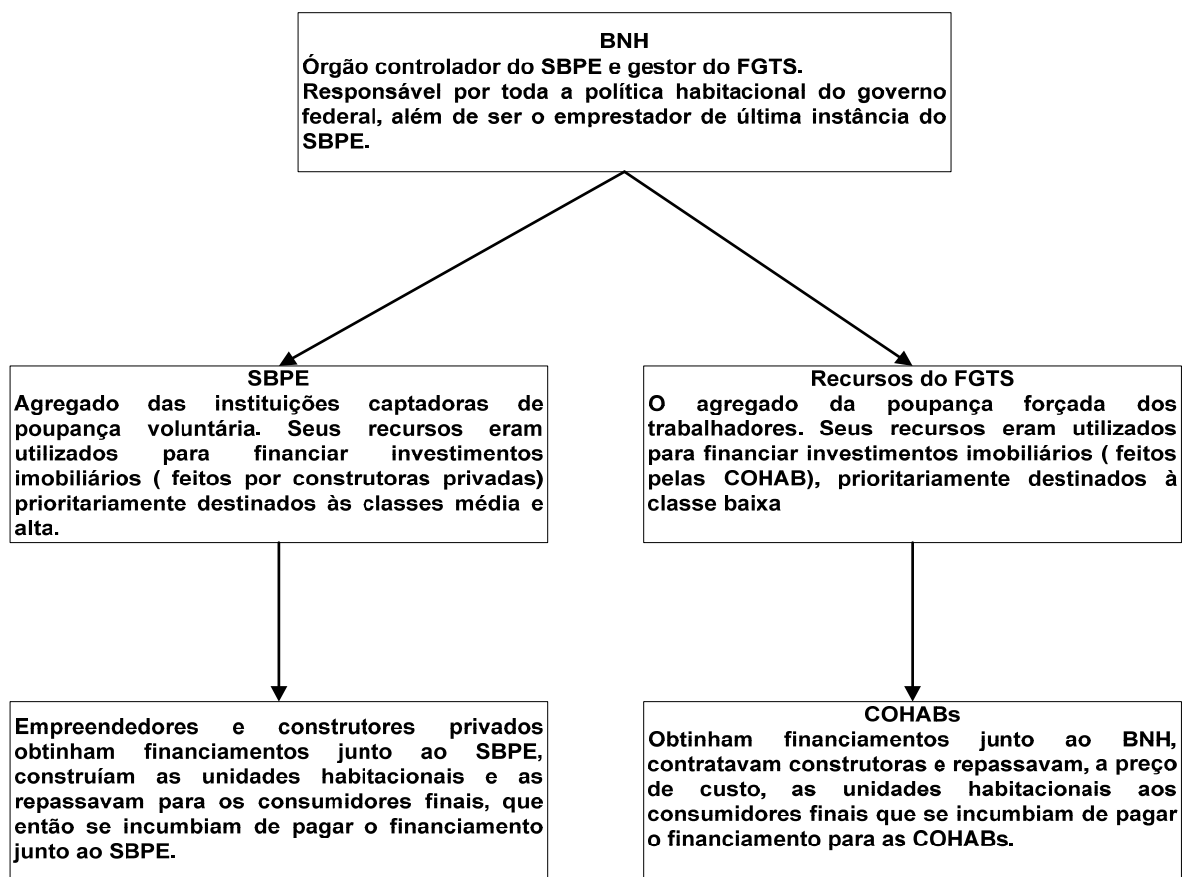 BNH
Órgão controlador do SBPE e gestor do FGTS.
Responsável por toda a política habitacional do governo
federal, além de ser o emprestador de última instância do
SBPE.
SBPE
Agregado das instituições captadoras de
poupança voluntária. Seus recursos eram
utilizados para financiar investimentos
imobiliários ( feitos por construtoras privadas)
prioritariamente destinados às classes média e
alta.
Recursos do FGTS
O agregado da poupança forçada dos
trabalhadores. Seus recursos eram utilizados
para financiar investimentos imobiliários ( feitos
pelas COHAB), prioritariamente destinados à
classe baixa
Empreendedores e construtores privados
obtinham financiamentos junto ao SBPE,
construíam as unidades habitacionais e as
repassavam para os consumidores finais, que
então se incumbiam de pagar o financiamento
junto ao SBPE.
COHABs
Obtinham financiamentos junto ao BNH,
contratavam construtoras e repassavam, a preço
de custo, as unidades habitacionais aos
consumidores finais que se incumbiam de pagar
o financiamento para as COHABs.